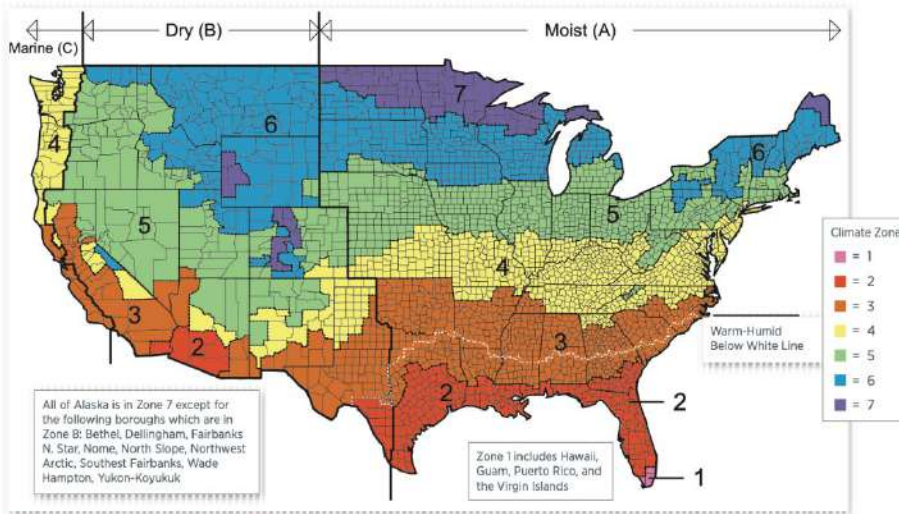 Marine (C)
Dry (B)
Moist (A)
7
6
4
6
5
5
4
3
3
2
2
2
1
Climate Zone
= 1
= 2
= 3
= 4
= 5
= 6
= 7
Warm-Humid
Below White Line
All of Alaska is in Zone 7 except for
the following boroughs which are in
Zone B: Bethel, Dellingham, Fairbanks
N. Star, Nome, North Slope, Northwest
Arctic, Southest Fairbanks, Wade
Hampton, Yukon-Koyukuk
Zone 1 includes Hawaii,
Guam, Puerto Rico, and
the Virgin Islands